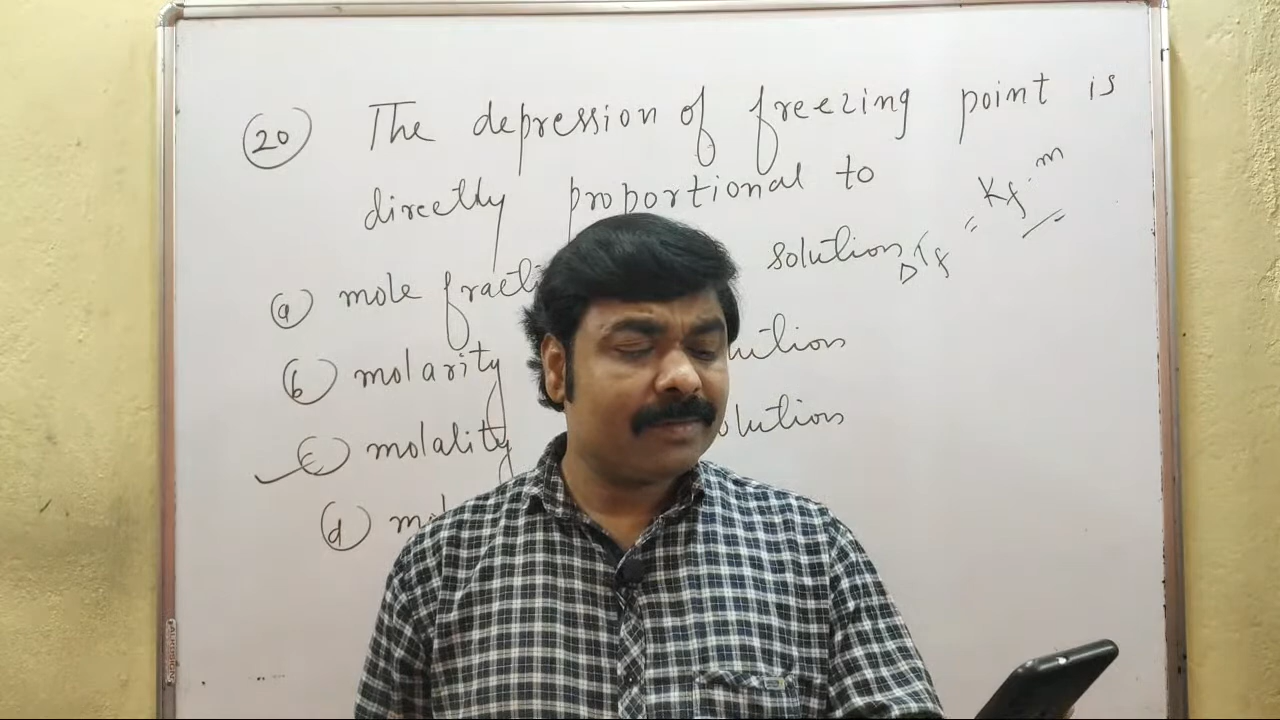 20 The depression of freezing point is
directly proportional to
ΔTf = Kf . m
a mole fracti solution
b molarity lution
c molality olution
d mol